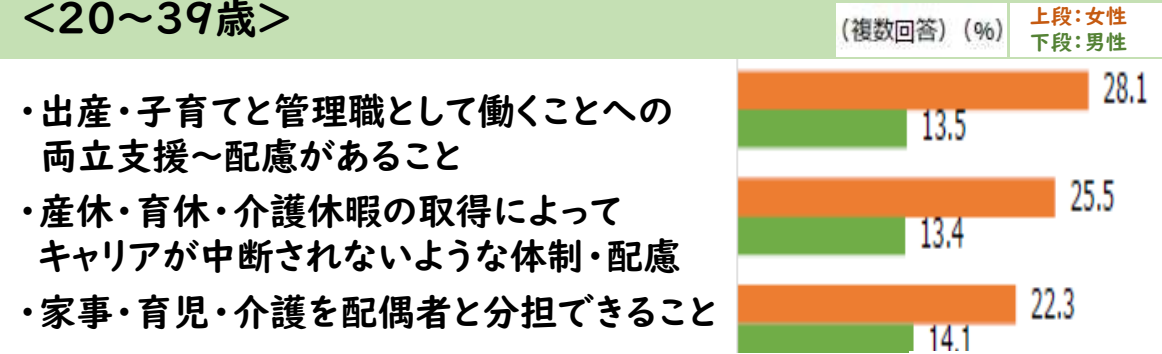 <20～39歳>
(複数回答) (%)
上段：女性
下段：男性
・出産・子育てと管理職として働くことへの
両立支援～配慮があること
28.1
13.5
・産休・育休・介護休暇の取得によって
キャリアが中断されないような体制・配慮
25.5
13.4
・家事・育児・介護を配偶者と分担できること
22.3
14.1